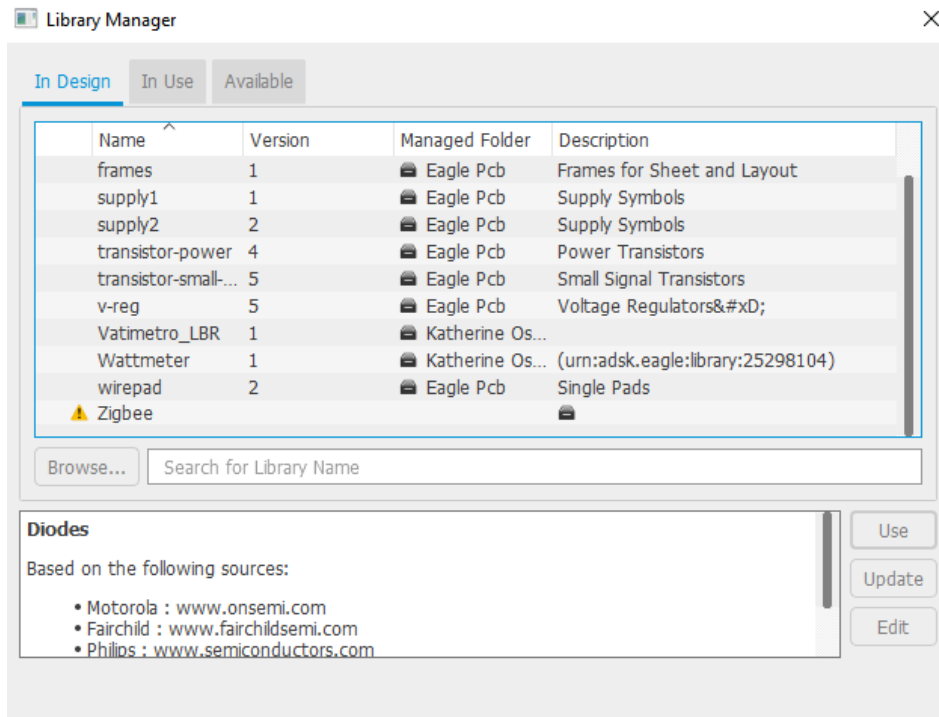 Library Manager
In Design In Use Available
Name Version Managed Folder Description
frames 1 Eagle Pcb Frames for Sheet and Layout
supply1 1 Eagle Pcb Supply Symbols
supply2 2 Eagle Pcb Supply Symbols
transistor-power 4 Eagle Pcb Power Transistors
transistor-small-... 5 Eagle Pcb Small Signal Transistors
v-reg 5 Eagle Pcb Voltage Regulators&#xD;
Vatimetro_LBR 1 Katherine Os...
Wattmeter 1 Katherine Os... (urn:adsk.eagle:library:25298104)
wirepad 2 Eagle Pcb Single Pads
Zigbee
Browse... Search for Library Name
Diodes
Based on the following sources:
• Motorola : www.onsemi.com
• Fairchild : www.fairchildsemi.com
• Philips : www.semiconductors.com
Use
Update
Edit